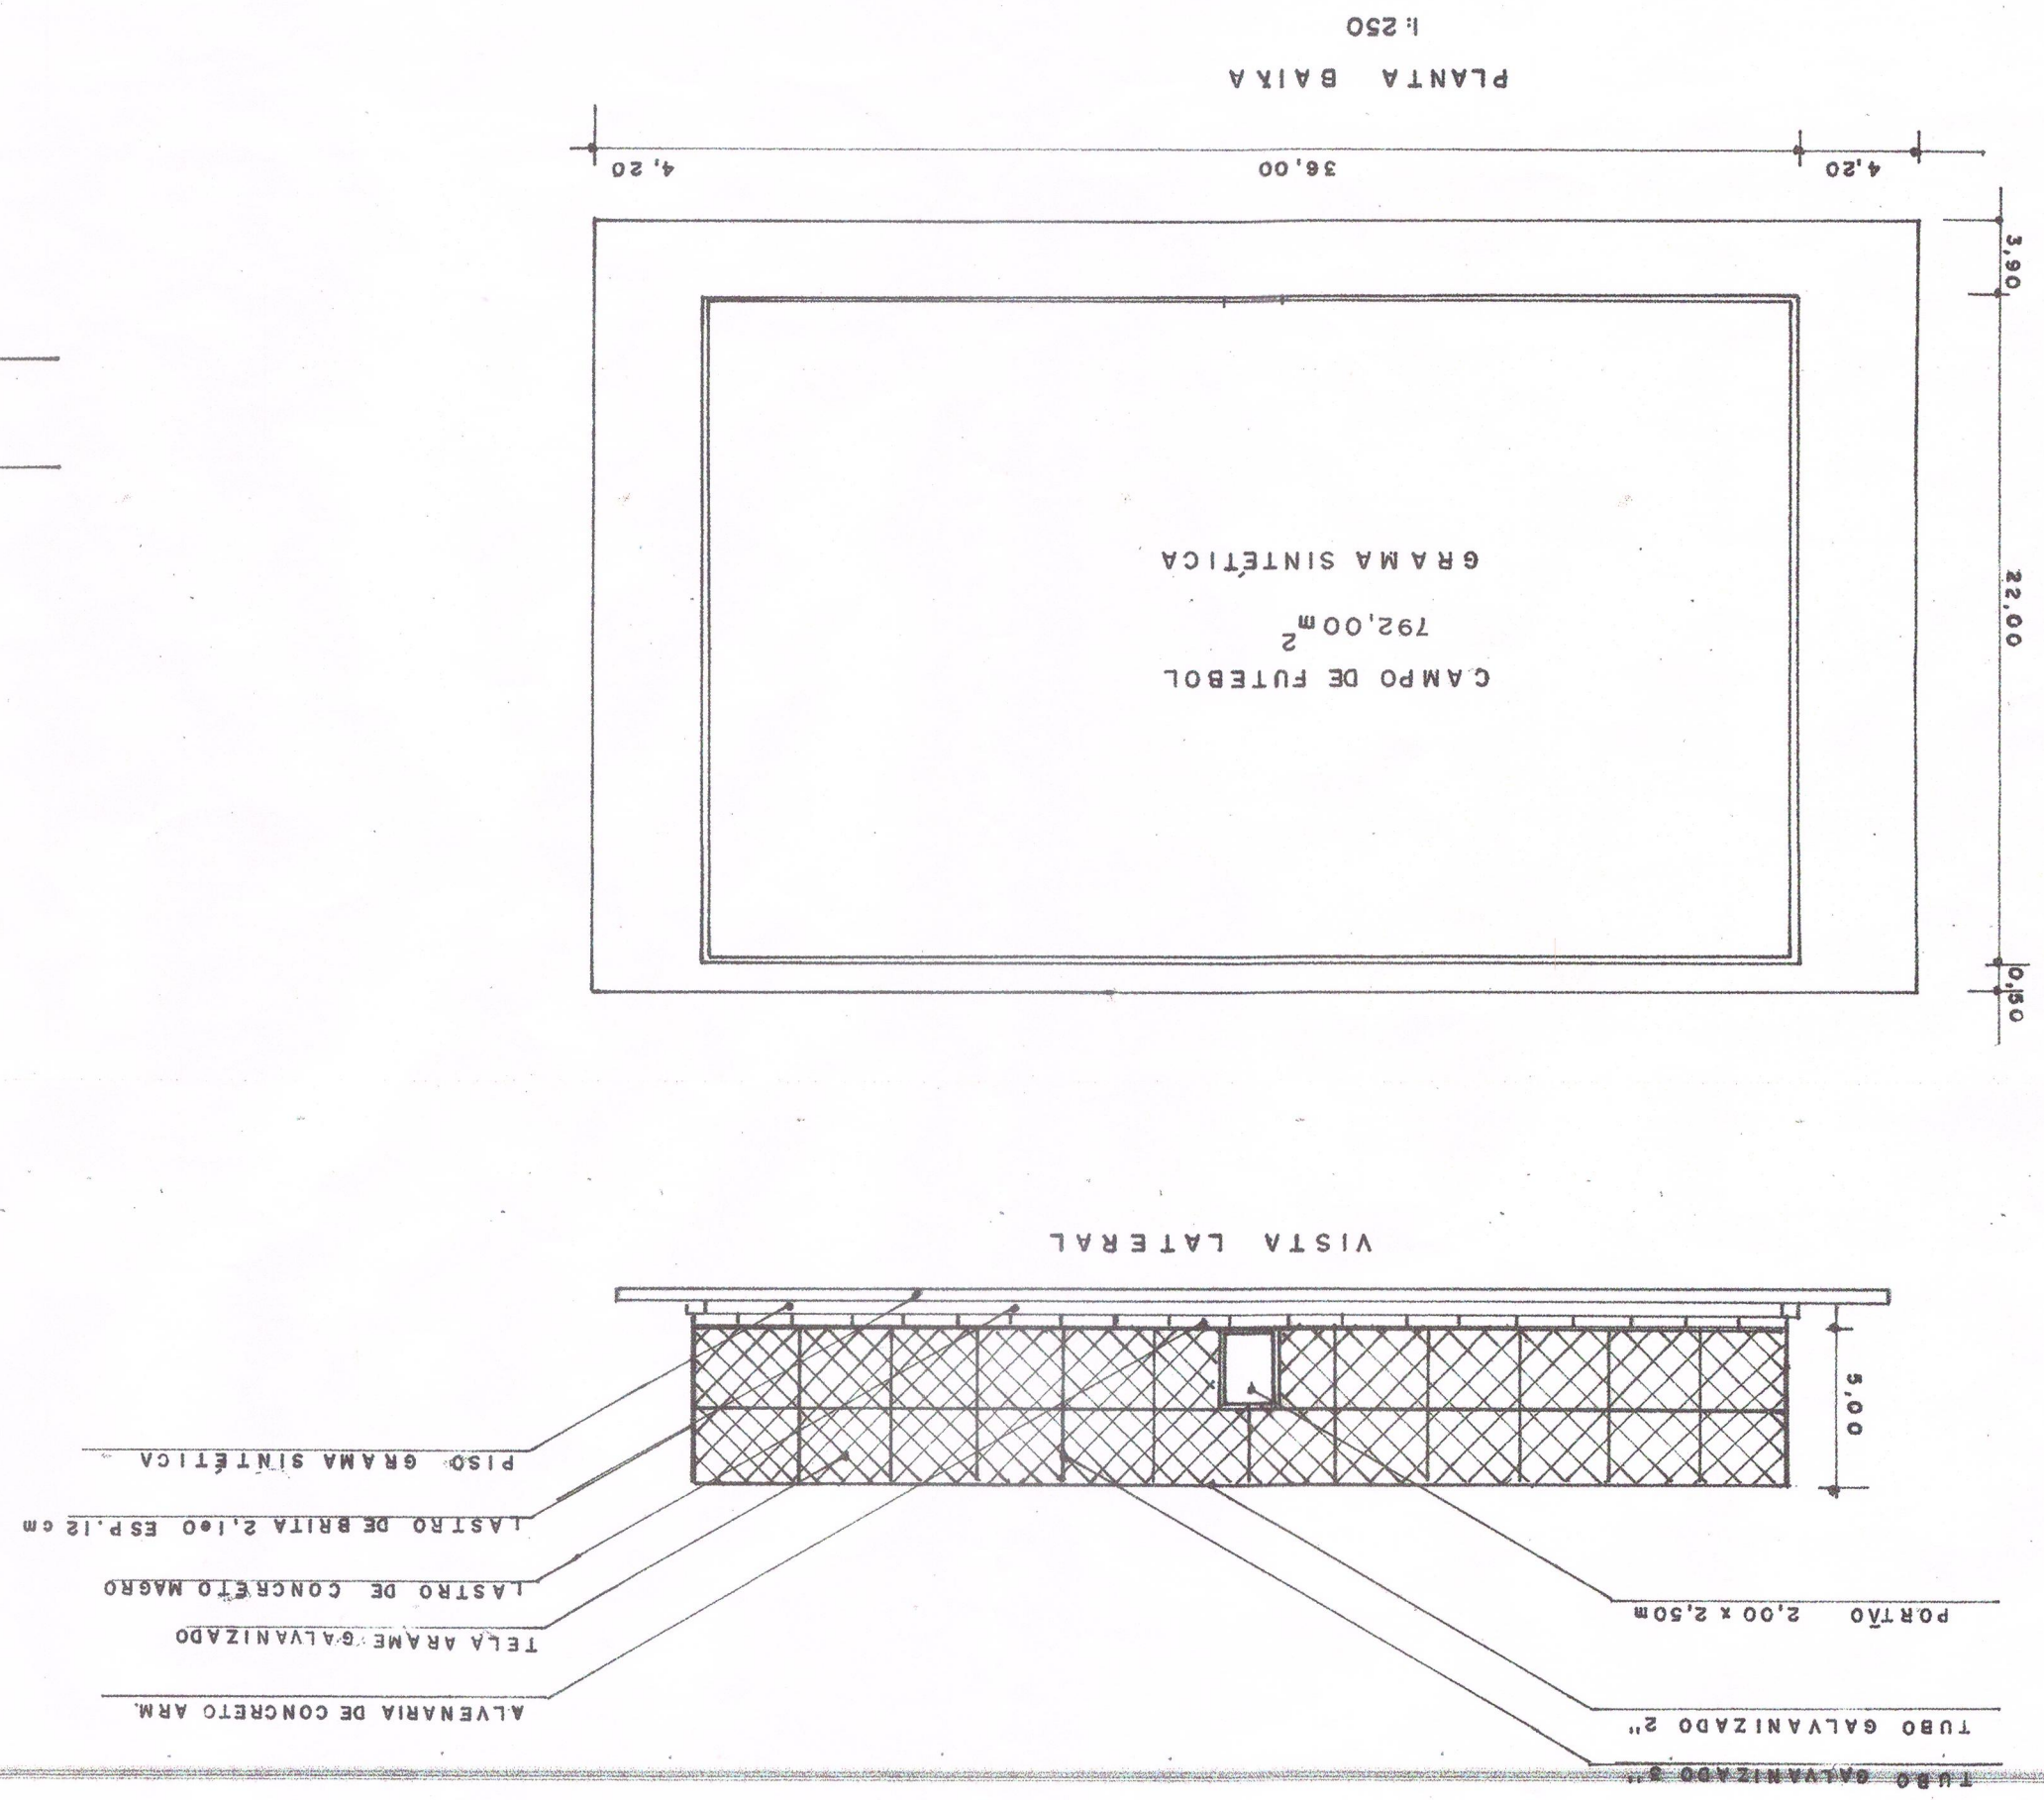 TUBO GALVANIZADO 3"
TUBO GALVANIZADO 2"
PORTÃO 2,00 x 2,50m
ALVENARIA DE CONCRETO ARM.
TELA ARAME GALVANIZADO
LASTRO DE CONCRETO MAGRO
LASTRO DE BRITA 2,1e0 ESP.12 cm
PISO GRAMA SINTÉTICA
5,00
VISTA LATERAL
0,50
22,00
3,90
CAMPO DE FUTEBOL
792,00m²
GRAMA SINTÉTICA
4,20
36,00
4,20
PLANTA BAIXA
1:250